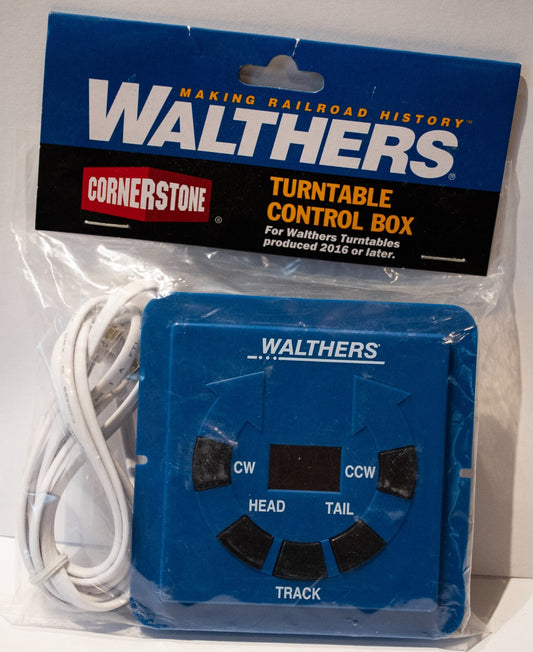 MAKING RAILROAD HISTORY™
WALTHERS®
CORNERSTONE®
TURNTABLE
CONTROL BOX
For Walthers Turntables
produced 2016 or later.
WALTHERS®
CW
CCW
HEAD
TAIL
TRACK